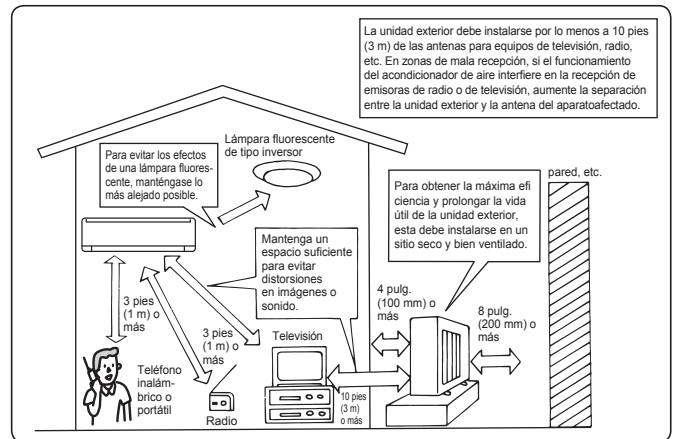 La unidad exterior debe instalarse por lo menos a 10 pies
(3 m) de las antenas para equipos de televisión, radio,
etc. En zonas de mala recepción, si el funcionamiento
del acondicionador de aire interfiere en la recepción de
emisoras de radio o de televisión, aumente la separación
entre la unidad exterior y la antena del aparatoafectado.
Lámpara fluorescente
de tipo inversor
Para evitar los efectos
de una lámpara fluores-
cente, manténgase lo
más alejado posible.
pared, etc.
Para obtener la máxima efi
ciencia y prolongar la vida
útil de la unidad exterior,
esta debe instalarse en un
sitio seco y bien ventilado.
Mantenga un
espacio suficiente
para evitar
distorsiones
en imágenes o
sonido.
4 pulg.
(100 mm) o
más
8 pulg.
(200 mm) o
más
3 pies
(1 m) o
más
3 pies
(1 m) o
más
Televisión
Teléfono
inalám-
brico o
portátil
Radio
10 pies
(3 m)
o más